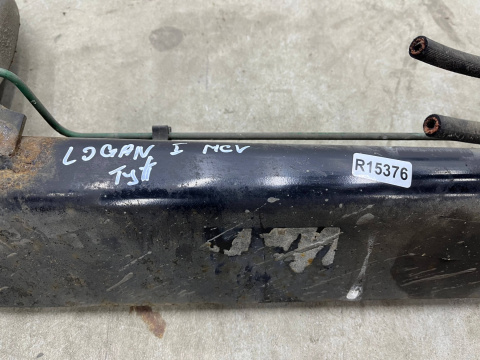 LOGAN I MCV
Tył
R15376